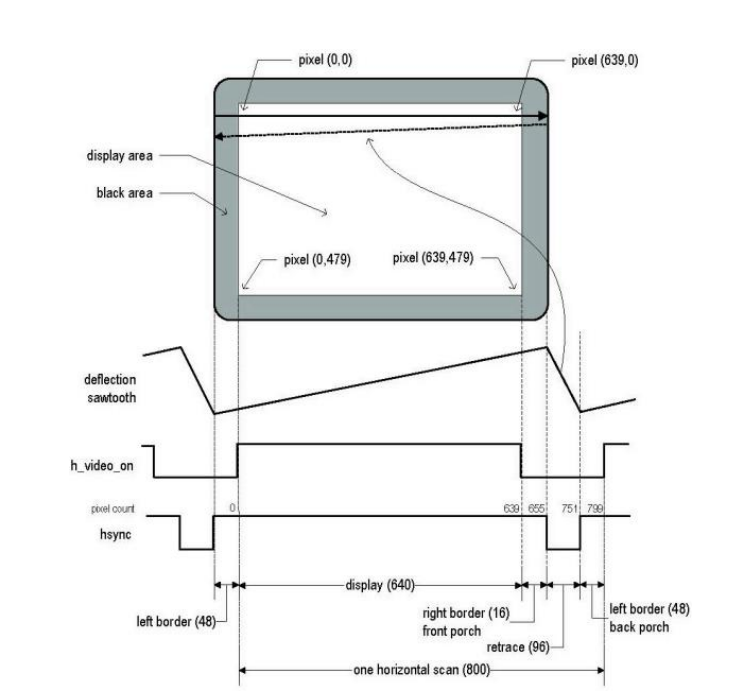 pixel (0,0)
pixel (639,0)
display area
black area
pixel (0,479)
pixel (639,479)
deflection
sawtooth
h_video_on
pixel count
0
639
655
751
799
hsync
display (640)
left border (48)
right border (16)
front porch
retrace (96)
left border (48)
back porch
one horizontal scan (800)